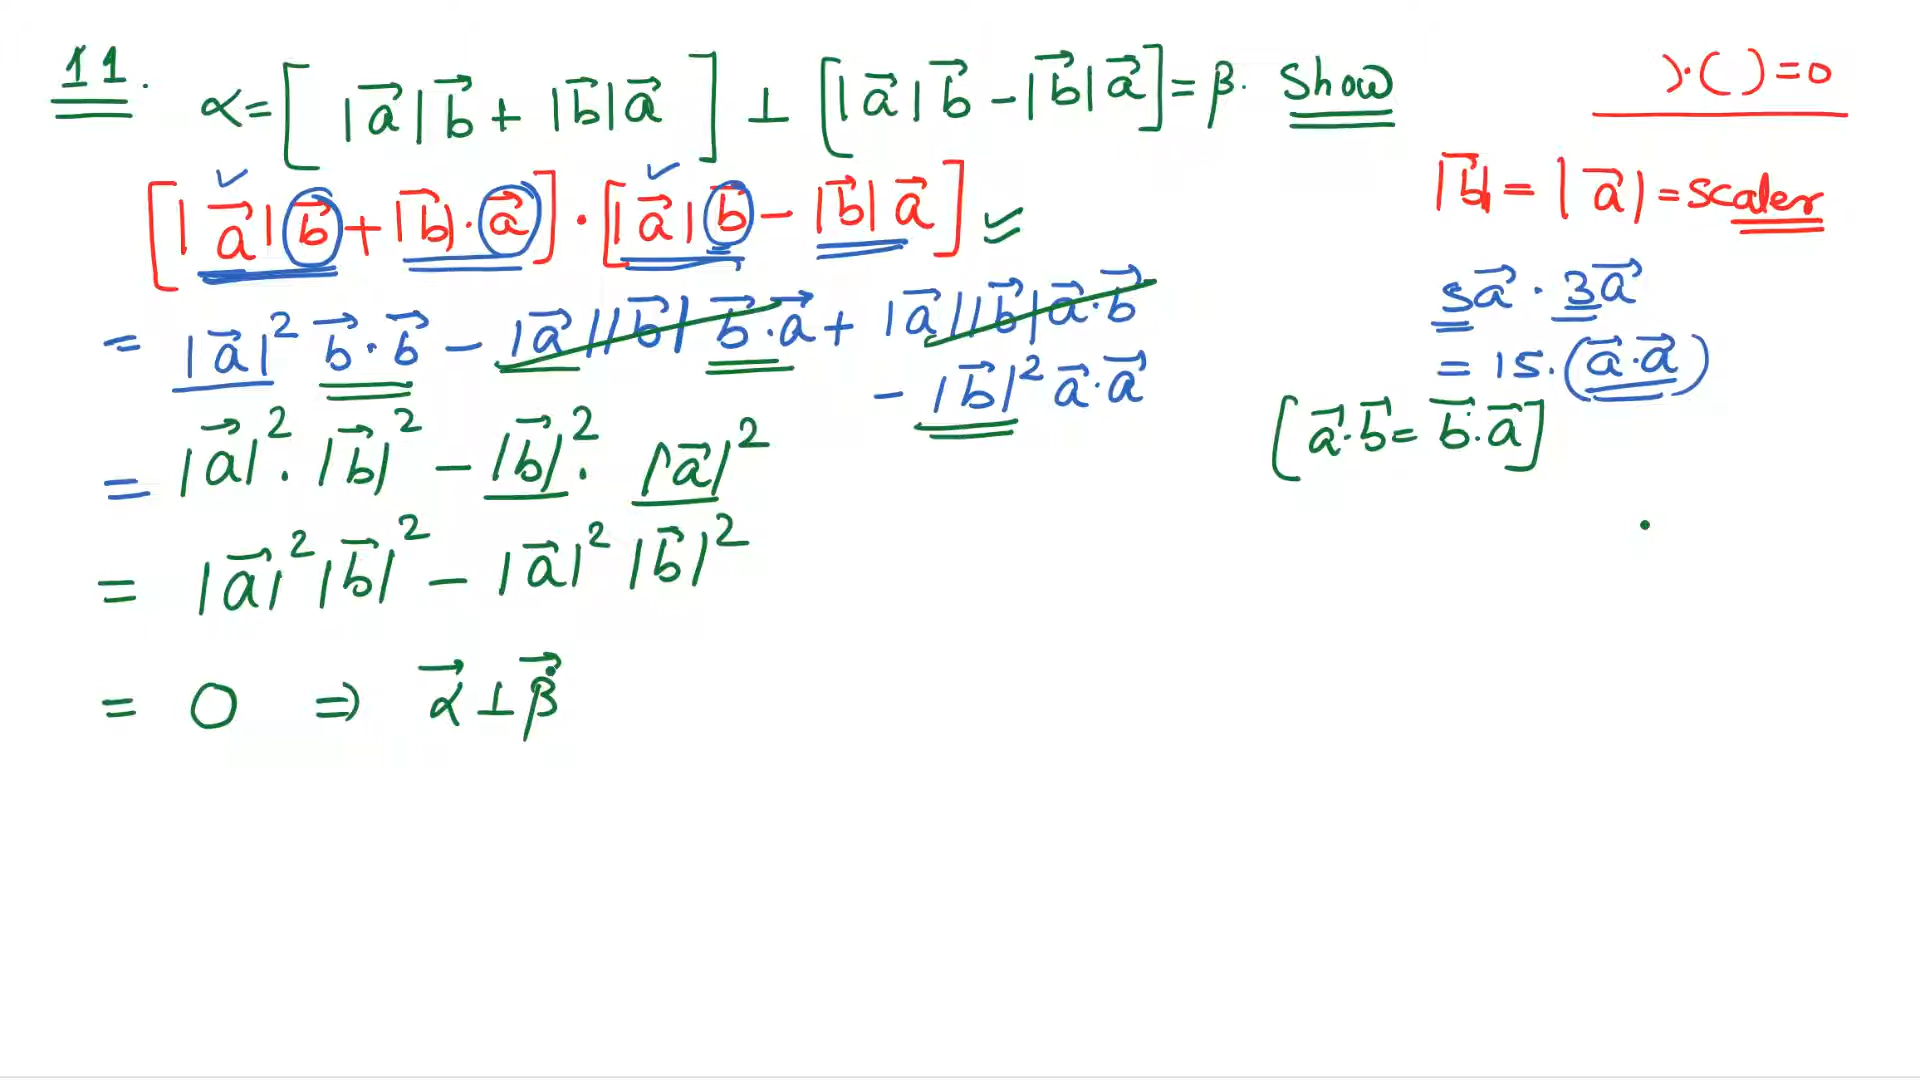 11. α = [ |a⃗| b⃗ + |b⃗| a⃗ ] ⊥ [ |a⃗| b⃗ − |b⃗| a⃗ ] = β. Show
) · ( ) = 0
[ |a⃗| b⃗ + |b⃗| · a⃗ ] · [ |a⃗| b⃗ − |b⃗| a⃗ ] ✓
|b⃗| = |a⃗| = scaler
= |a⃗|² b⃗ · b⃗ − |a⃗| |b⃗| b⃗ · a⃗ + |a⃗| |b⃗| a⃗ · b⃗
− |b⃗|² a⃗ · a⃗
5a⃗ · 3a⃗
= 15 · (a⃗ · a⃗)
[ a⃗ · b⃗ = b⃗ · a⃗ ]
= |a⃗|² · |b⃗|² − |b⃗|² · |a⃗|²
= |a⃗|² |b⃗|² − |a⃗|² |b⃗|²
= 0 ⇒ α⃗ ⊥ β⃗